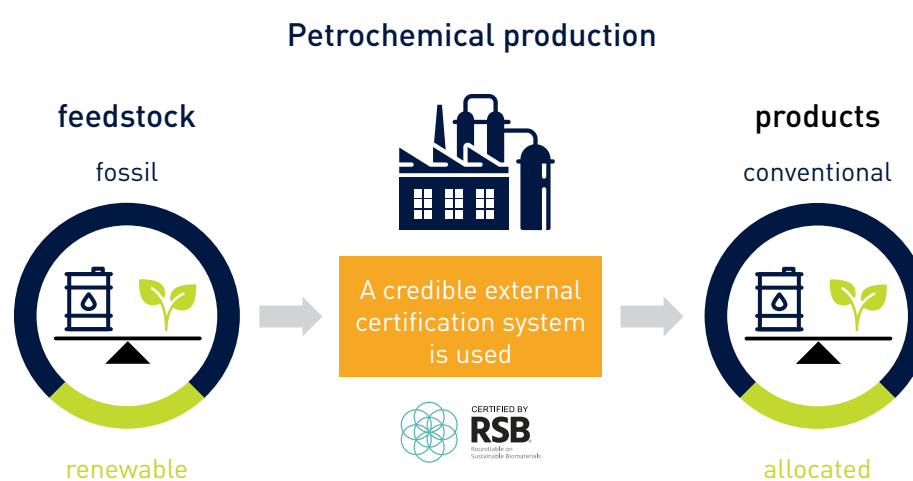 Petrochemical production
feedstock
products
fossil
conventional
A credible external
certification system
is used
CERTIFIED BY
RSB
Roundtable on
Sustainable Biomaterials
renewable
allocated